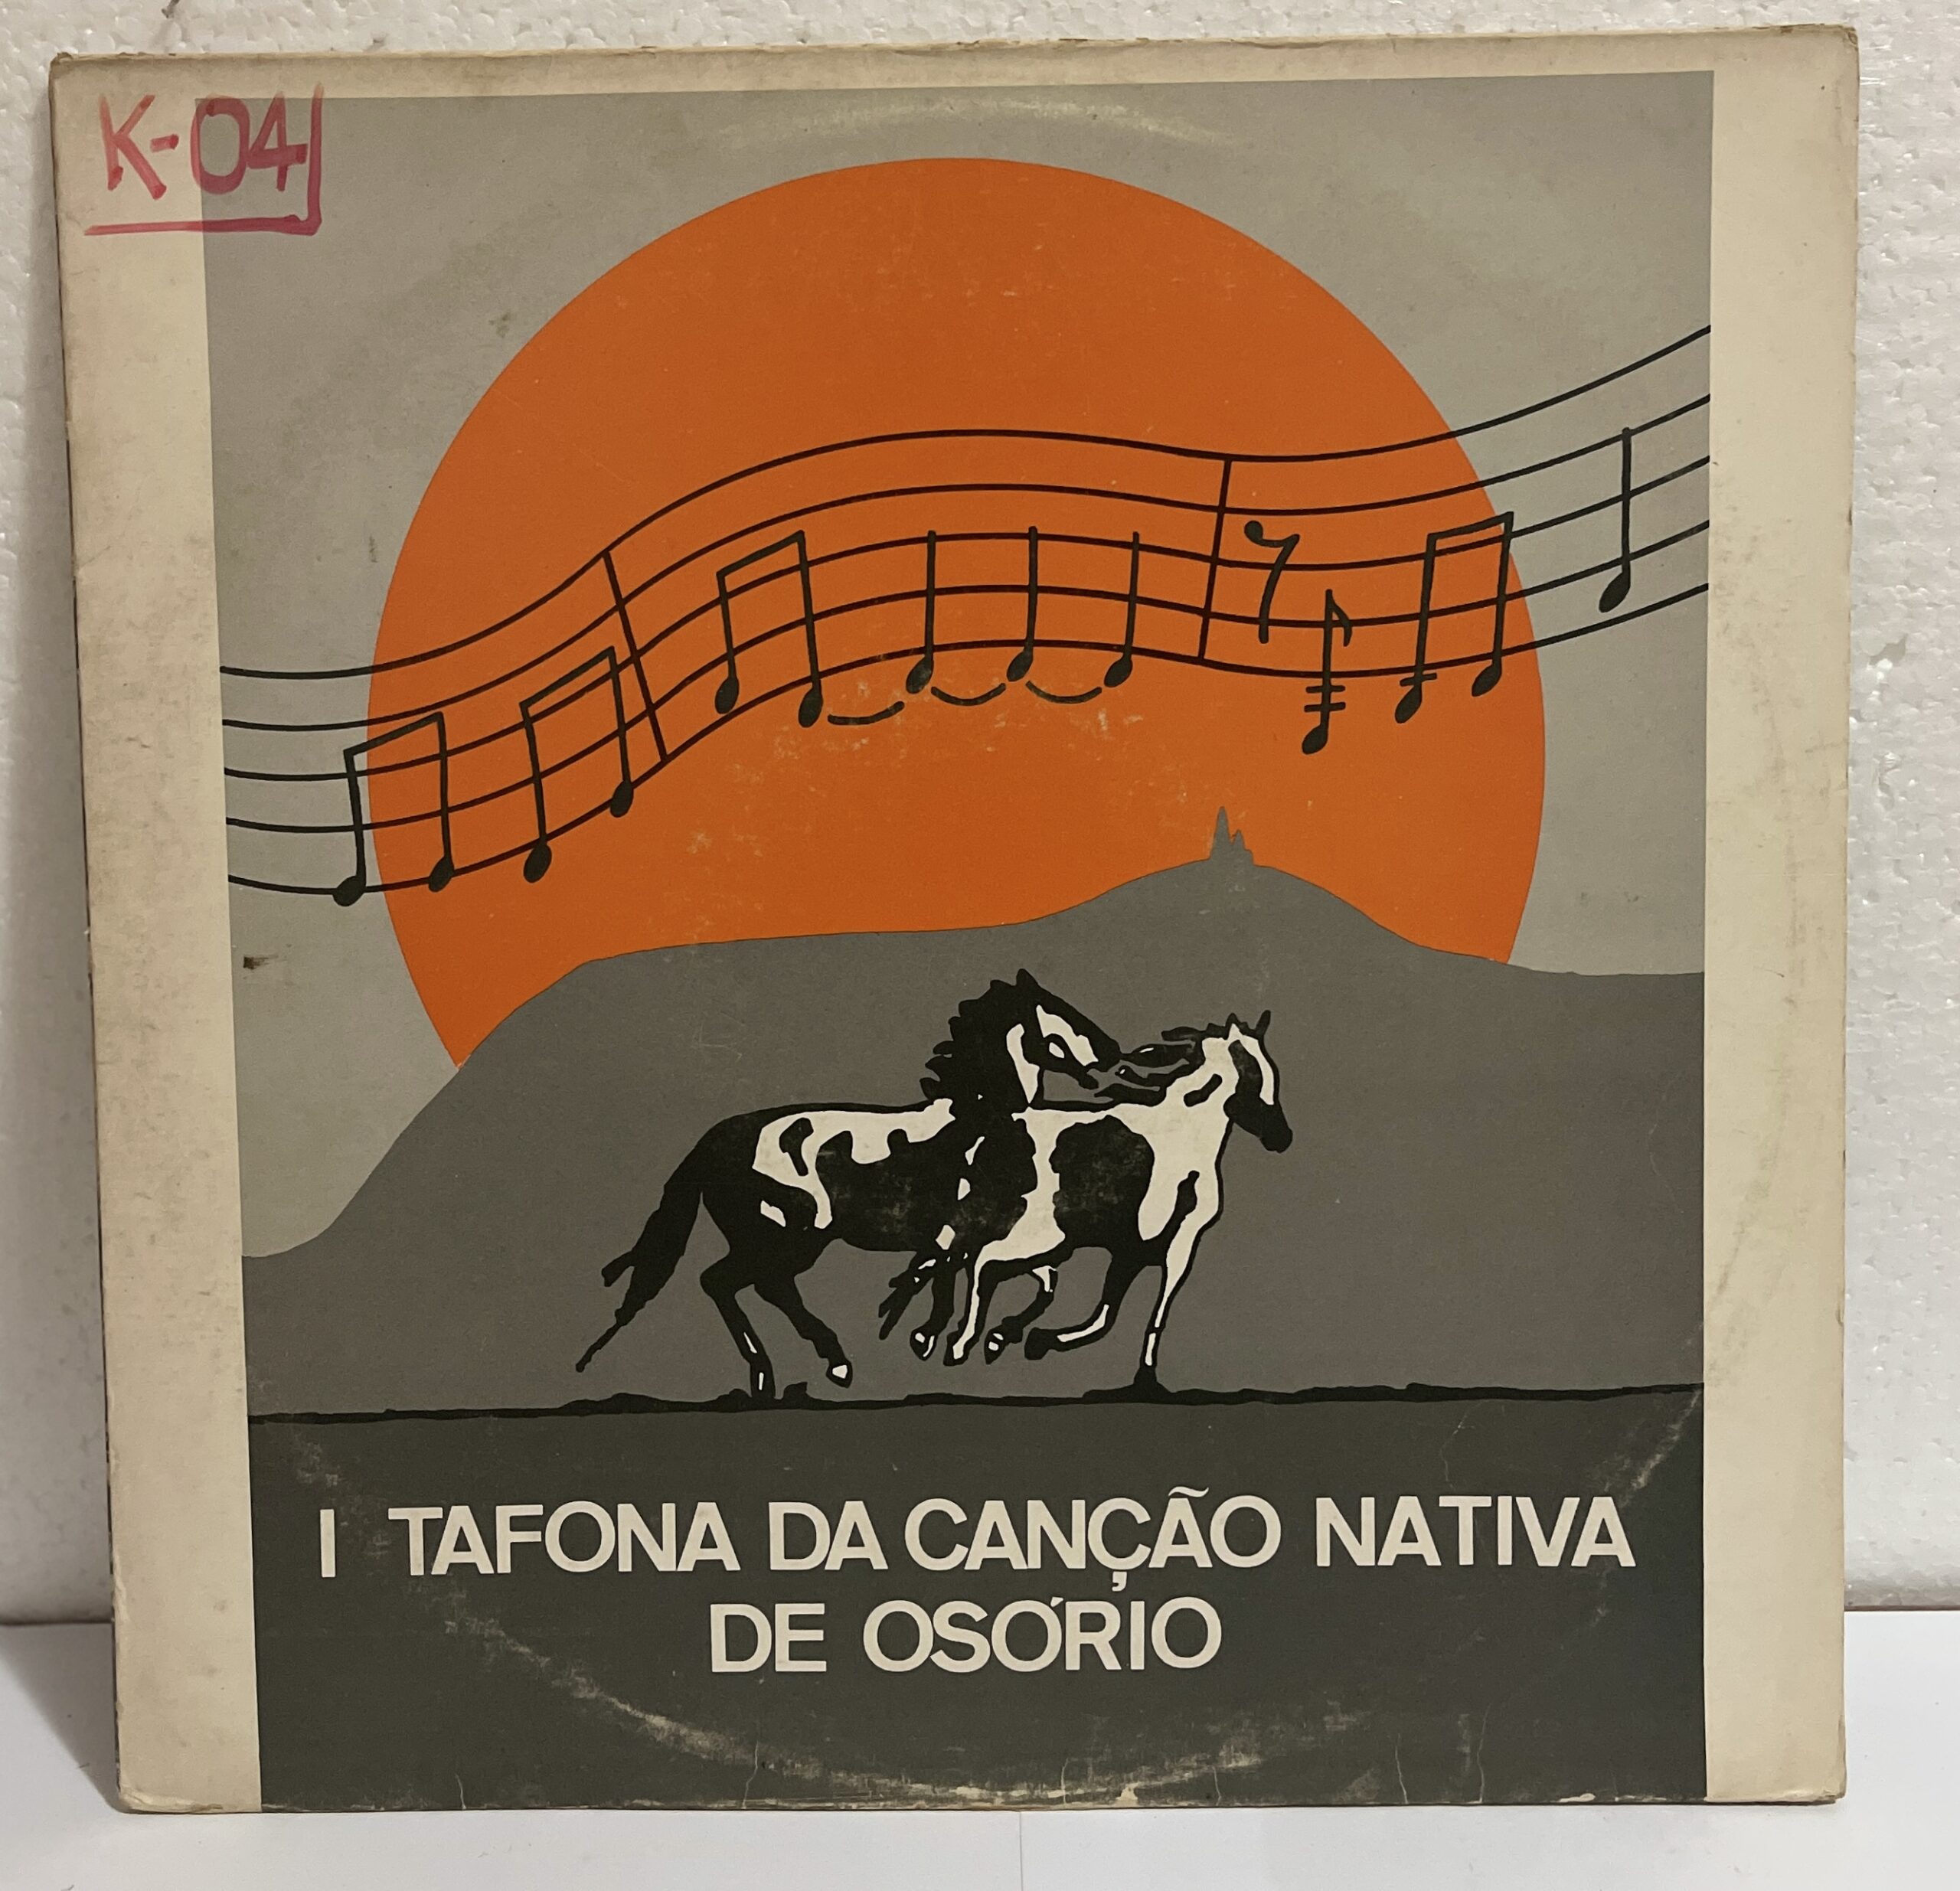 K-04
I TAFONA DA CANÇÃO NATIVA
DE OSÓRIO